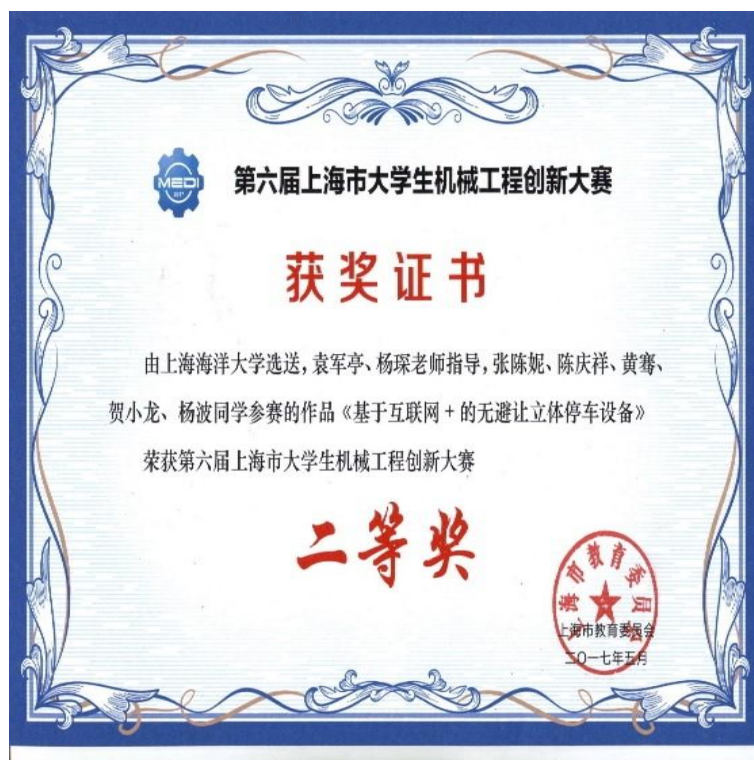 MEDI
第六届上海市大学生机械工程创新大赛
获奖证书
由上海海洋大学选送，袁军亭、杨琛老师指导，张陈妮、陈庆祥、黄骞、
贺小龙、杨波同学参赛的作品《基于互联网＋的无避让立体停车设备》
荣获第六届上海市大学生机械工程创新大赛
二等奖
上海市教育委员会
上海市教育委员会
二〇一七年五月